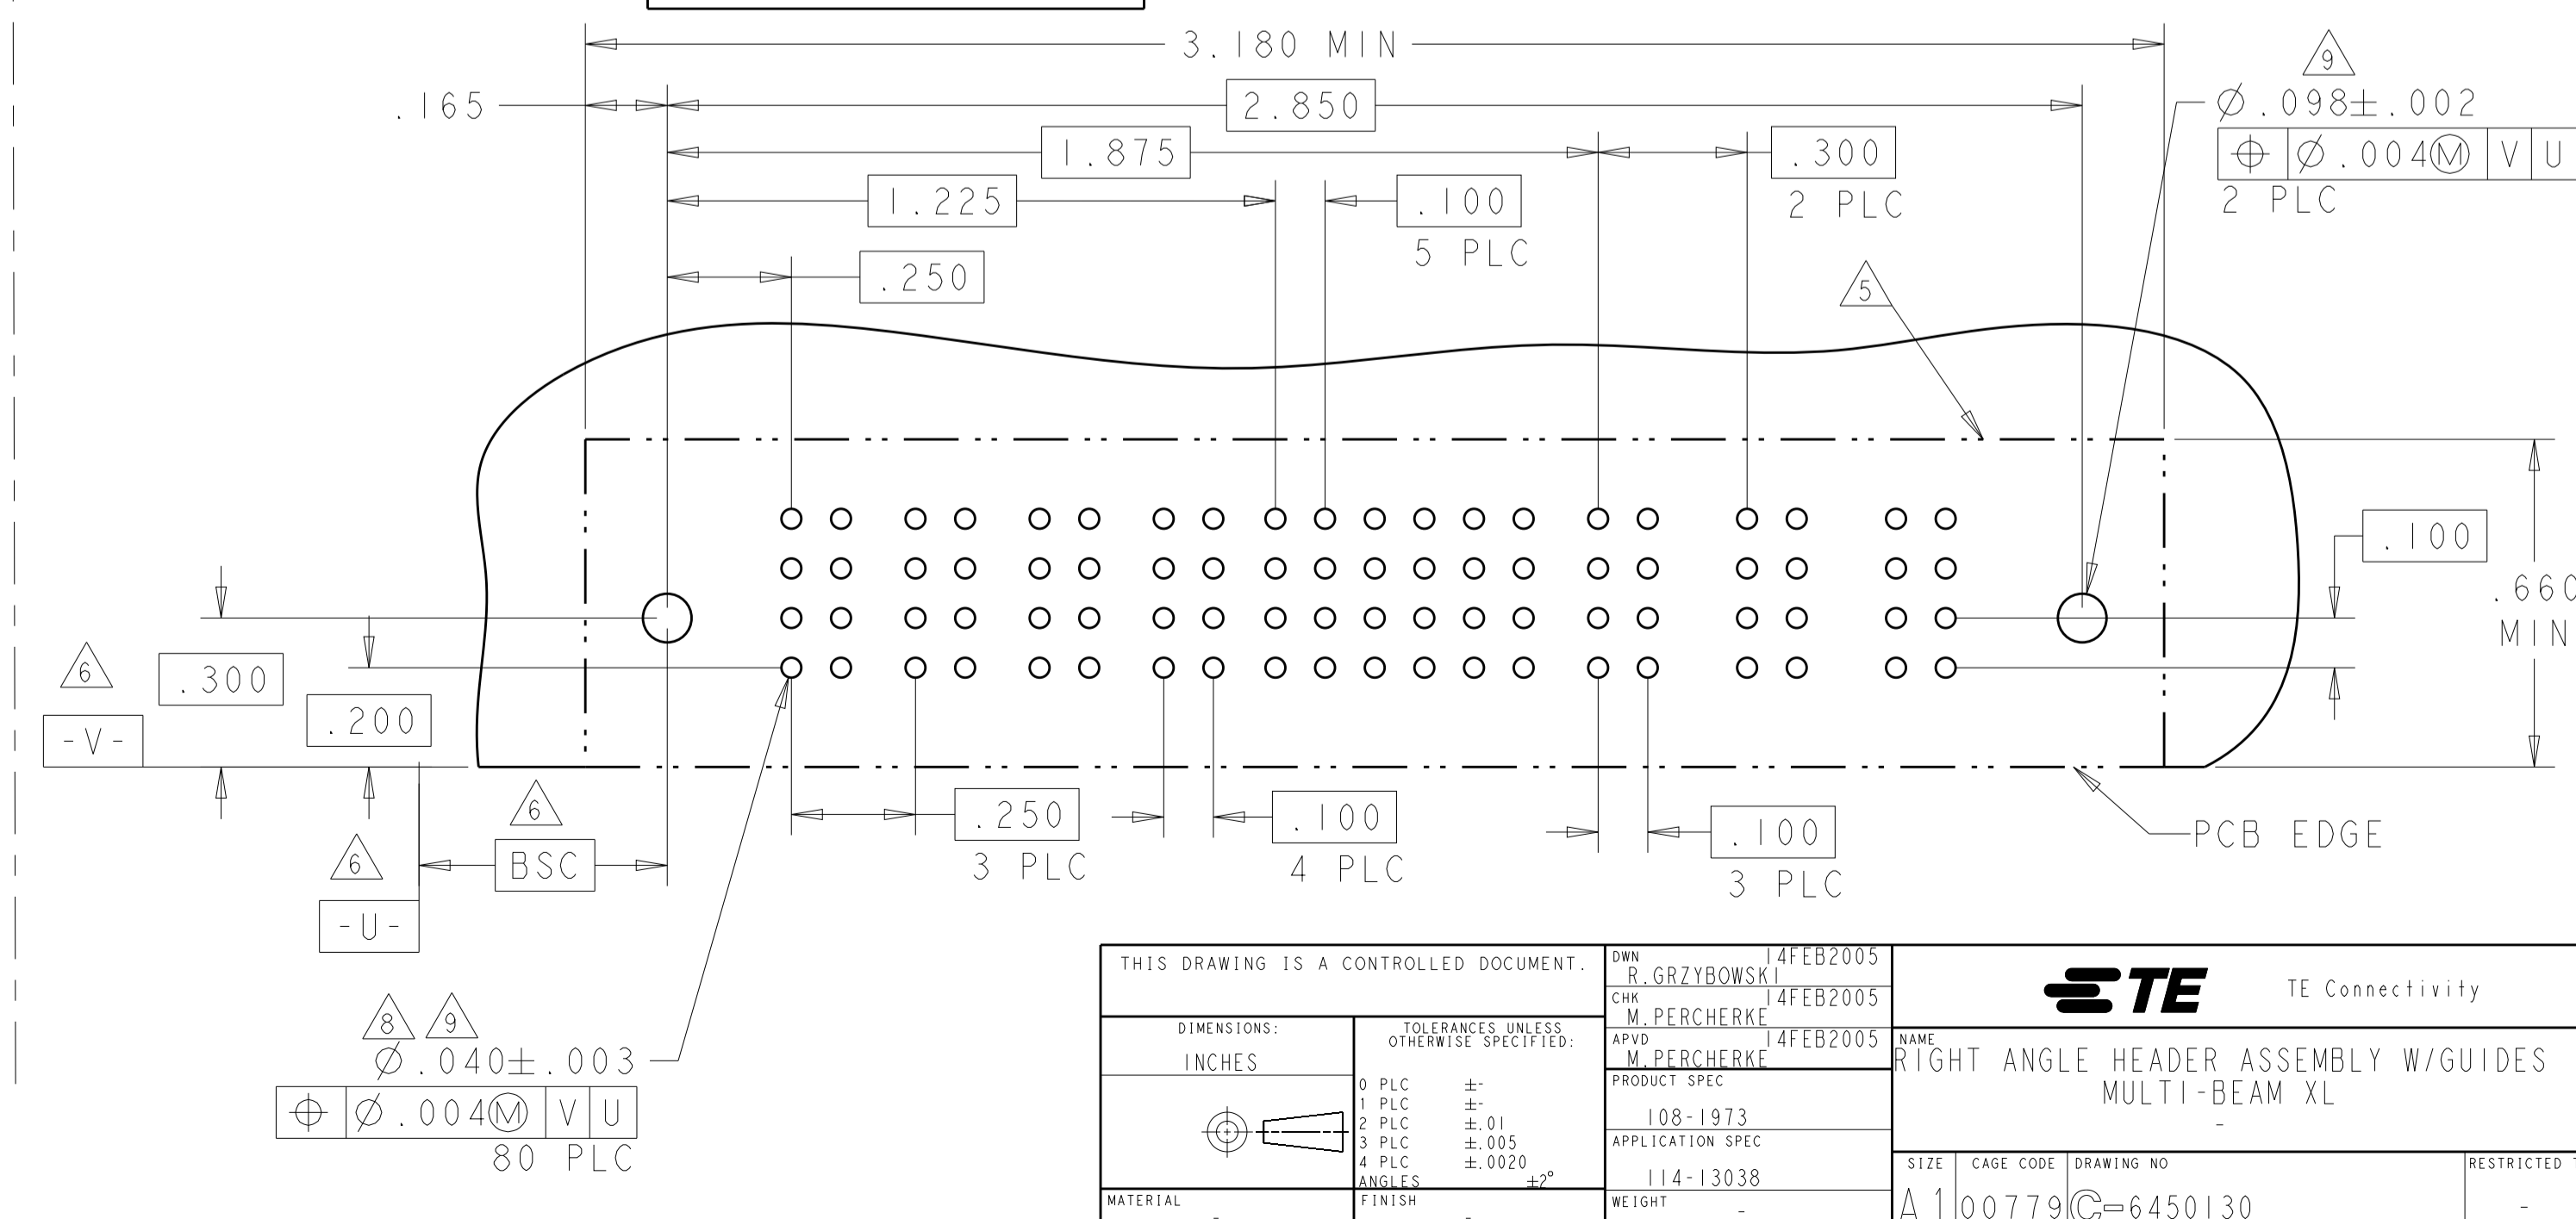 3.180 MIN
.165
2.850
9
∅.098±.002
⌖ ∅.004Ⓜ V U
2 PLC
1.875
.300
2 PLC
1.225
.100
5 PLC
.250
5
.100
.660
MIN
6
.300
-V-
.200
6
BSC
6
-U-
.250
3 PLC
.100
4 PLC
.100
3 PLC
PCB EDGE
8 9
∅.040±.003
⌖ ∅.004Ⓜ V U
80 PLC
THIS DRAWING IS A CONTROLLED DOCUMENT.
DIMENSIONS:
INCHES
TOLERANCES UNLESS
OTHERWISE SPECIFIED:
0 PLC ±-
1 PLC ±-
2 PLC ±.01
3 PLC ±.005
4 PLC ±.0020
ANGLES ±2°
MATERIAL
-
FINISH
-
DWN 14FEB2005
R.GRZYBOWSKI
CHK 14FEB2005
M.PERCHERKE
APVD 14FEB2005
M.PERCHERKE
PRODUCT SPEC
108-1973
APPLICATION SPEC
114-13038
WEIGHT
-
TE TE Connectivity
NAME
RIGHT ANGLE HEADER ASSEMBLY W/GUIDES
MULTI-BEAM XL
-
SIZE CAGE CODE DRAWING NO RESTRICTED
A1 00779 C-6450130 -